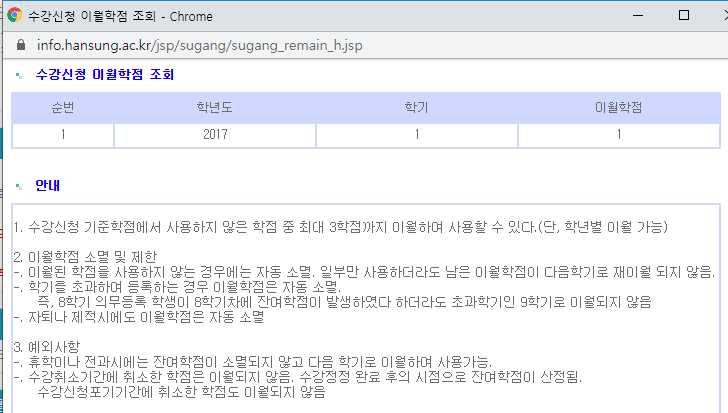 수강신청 이월학점 조회 - Chrome
info.hansung.ac.kr/jsp/sugang/sugang_remain_h.jsp
수강신청 이월학점 조회
순번 학년도 학기 이월학점
1 2017 1 1
안내
1. 수강신청 기준학점에서 사용하지 않은 학점 중 최대 3학점까지 이월하여 사용할 수 있다.(단, 학년별 이월 가능)
2. 이월학점 소멸 및 제한
-. 이월된 학점을 사용하지 않는 경우에는 자동 소멸. 일부만 사용하더라도 남은 이월학점이 다음학기로 재이월 되지 않음.
-. 학기를 초과하여 등록하는 경우 이월학점은 자동 소멸.
즉, 8학기 의무등록 학생이 8학기차에 잔여학점이 발생하였다 하더라도 초과학기인 9학기로 이월되지 않음
-. 자퇴나 제적시에도 이월학점은 자동 소멸
3. 예외사항
-. 휴학이나 전과시에는 잔여학점이 소멸되지 않고 다음 학기로 이월하여 사용가능.
-. 수강취소기간에 취소한 학점은 이월되지 않음. 수강정정 완료 후의 시점으로 잔여학점이 산정됨.
수강신청포기기간에 취소한 학점도 이월되지 않음